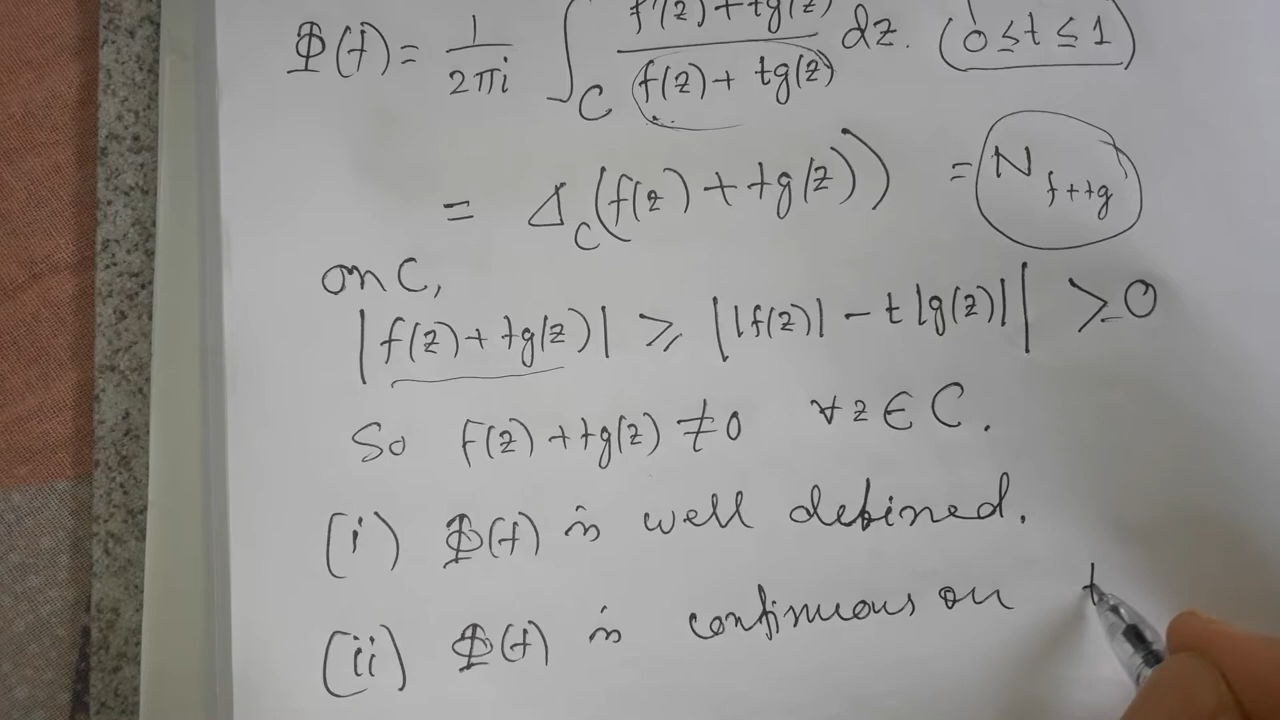 Φ(t) = 1/2πi ∫_C f'(z)+tg'(z)/f(z)+tg(z) dz. (0≤t≤1)
= Δ_C(f(z)+tg(z)) = N_f+tg
on C,
|f(z)+tg(z)| ≥ ||f(z)|-t|g(z)|| ≥0
So f(z)+tg(z) ≠0 ∀z∈C.
(i) Φ(t) is well defined.
(ii) Φ(t) is continuous on t